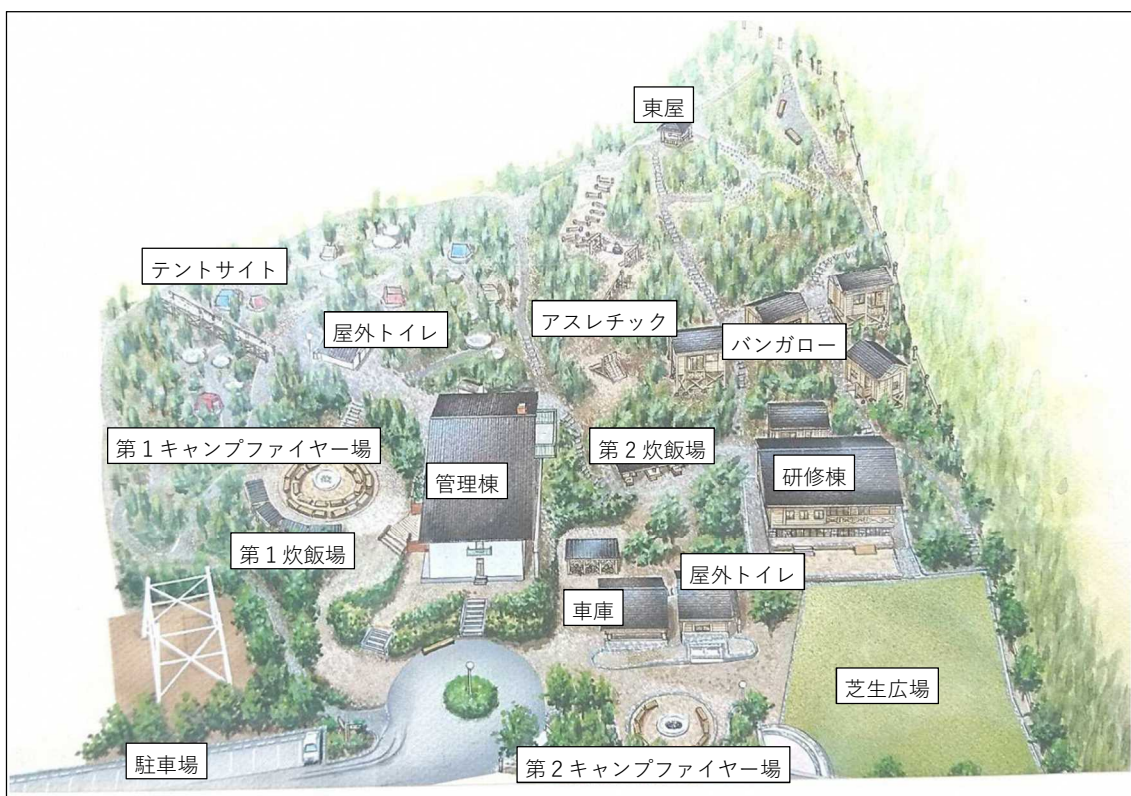 東屋
テントサイト
屋外トイレ
アスレチック
バンガロー
第1キャンプファイヤー場
管理棟
第2炊飯場
研修棟
第1炊飯場
屋外トイレ
車庫
芝生広場
駐車場
第2キャンプファイヤー場